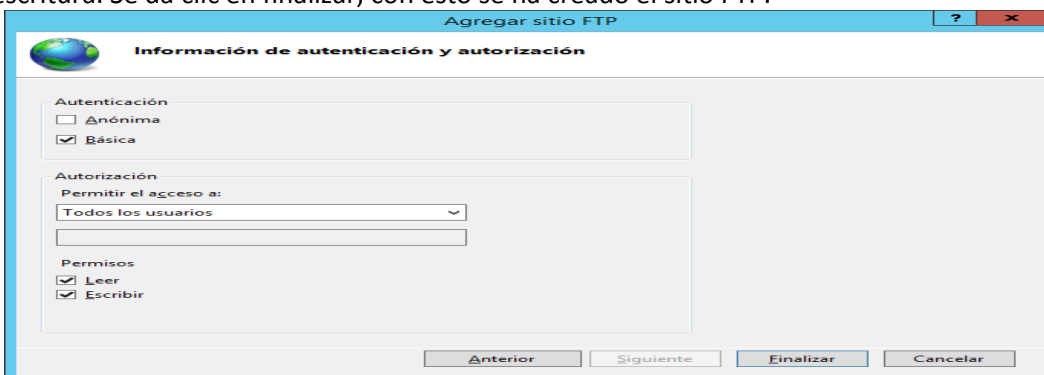 escritura. Se da clic en finalizar, con esto se ha creado el sitio FTP.
Agregar sitio FTP
? x
Información de autenticación y autorización
Autenticación
Anónima
Básica
Autorización
Permitir el acceso a:
Todos los usuarios
Permisos
Leer
Escribir
Anterior Siguiente Finalizar Cancelar